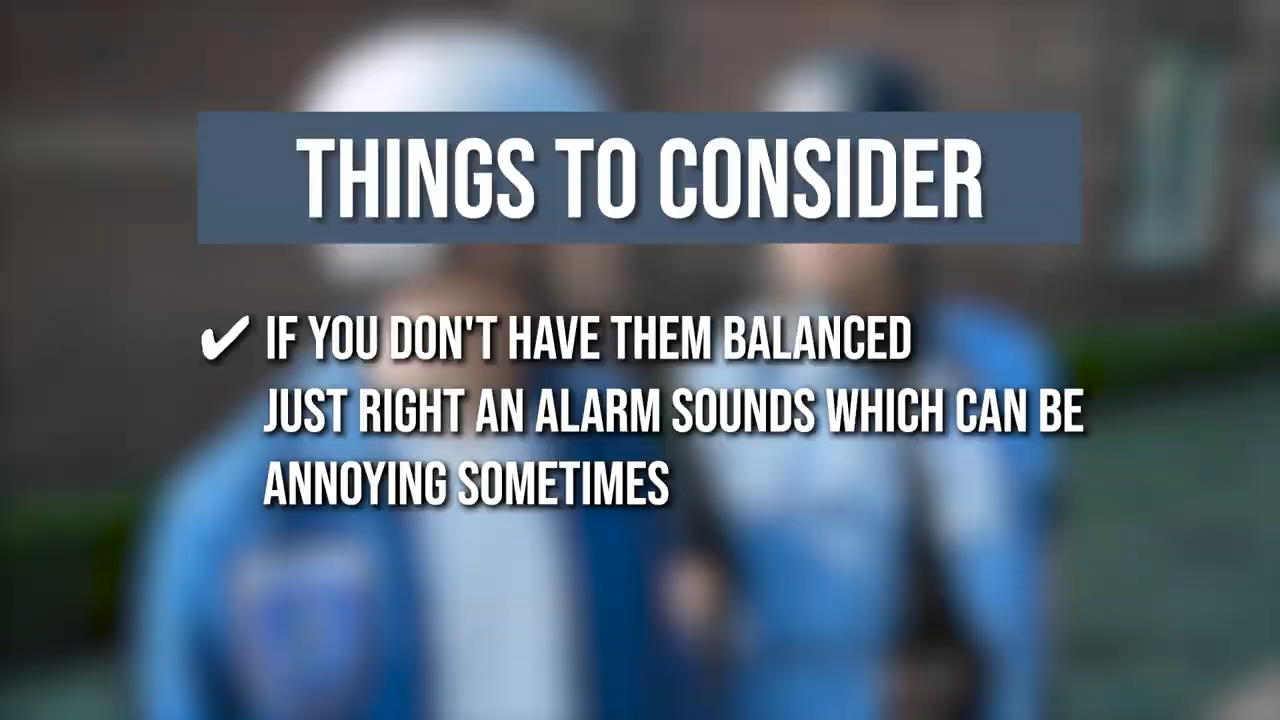 THINGS TO CONSIDER
✔ IF YOU DON'T HAVE THEM BALANCED
JUST RIGHT AN ALARM SOUNDS WHICH CAN BE
ANNOYING SOMETIMES